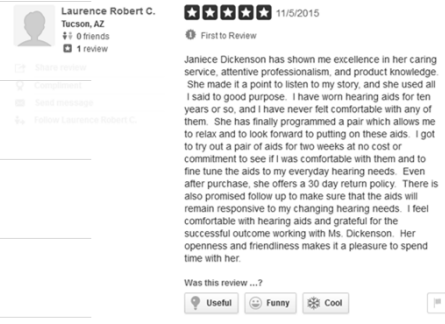 Laurence Robert C.
Tucson, AZ
0 friends
1 review
Share review
Compliment
Send message
Follow Laurence Robert C.
11/5/2015
First to Review
Janiece Dickenson has shown me excellence in her caring
service, attentive professionalism, and product knowledge.
She made it a point to listen to my story, and she used all
I said to good purpose. I have worn hearing aids for ten
years or so, and I have never felt comfortable with any of
them. She has finally programmed a pair which allows me
to relax and to look forward to putting on these aids. I got
to try out a pair of aids for two weeks at no cost or
commitment to see if I was comfortable with them and to
fine tune the aids to my everyday hearing needs. Even
after purchase, she offers a 30 day return policy. There is
also promised follow up to make sure that the aids will
remain responsive to my changing hearing needs. I feel
comfortable with hearing aids and grateful for the
successful outcome working with Ms. Dickenson. Her
openness and friendliness makes it a pleasure to spend
time with her.
Was this review ...?
Useful
Funny
Cool